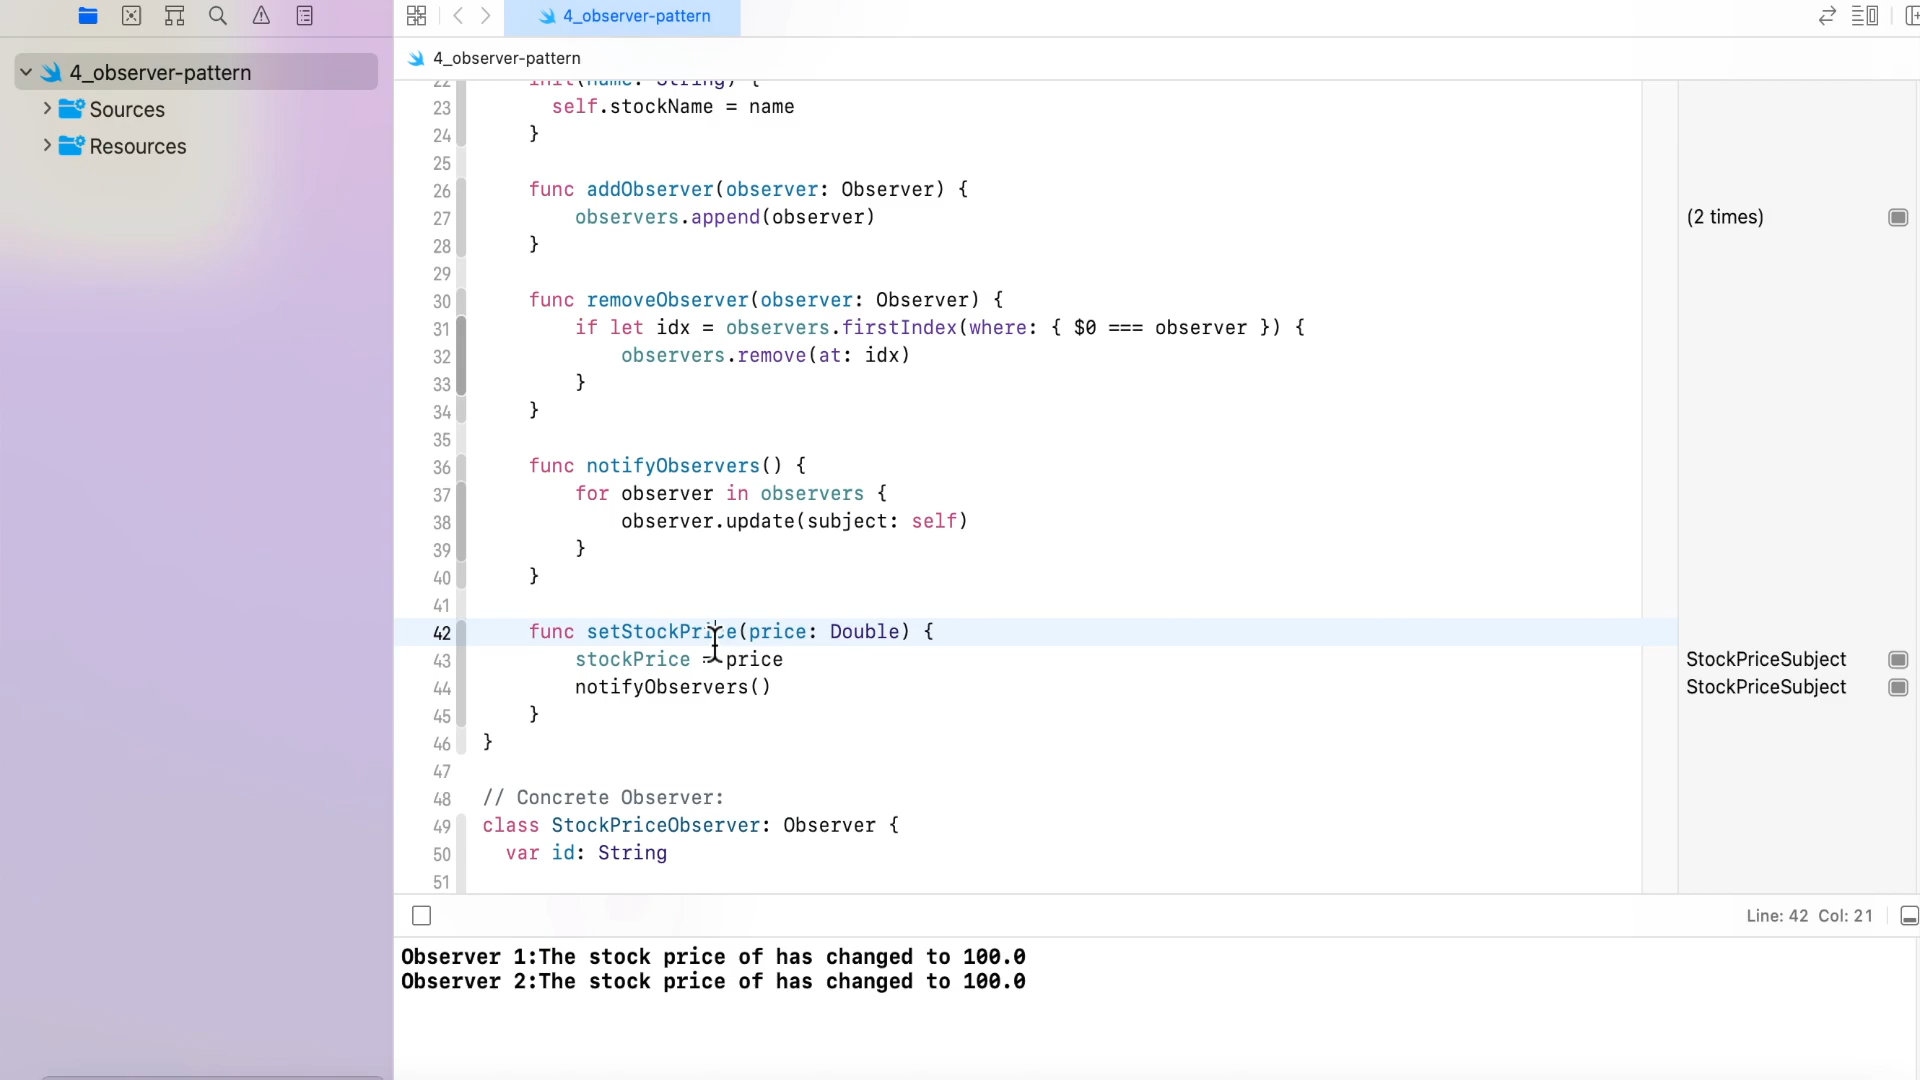 4_observer-pattern
4_observer-pattern
4_observer-pattern
Sources
Resources
22 init(name: String) {
23 self.stockName = name
24 }
25
26 func addObserver(observer: Observer) {
27 observers.append(observer)
(2 times)
28 }
29
30 func removeObserver(observer: Observer) {
31 if let idx = observers.firstIndex(where: { $0 === observer }) {
32 observers.remove(at: idx)
33 }
34 }
35
36 func notifyObservers() {
37 for observer in observers {
38 observer.update(subject: self)
39 }
40 }
41
42 func setStockPrice(price: Double) {
43 stockPrice = price
StockPriceSubject
44 notifyObservers()
StockPriceSubject
45 }
46 }
47
48 // Concrete Observer:
49 class StockPriceObserver: Observer {
50 var id: String
51
Line: 42 Col: 21
Observer 1:The stock price of has changed to 100.0
Observer 2:The stock price of has changed to 100.0